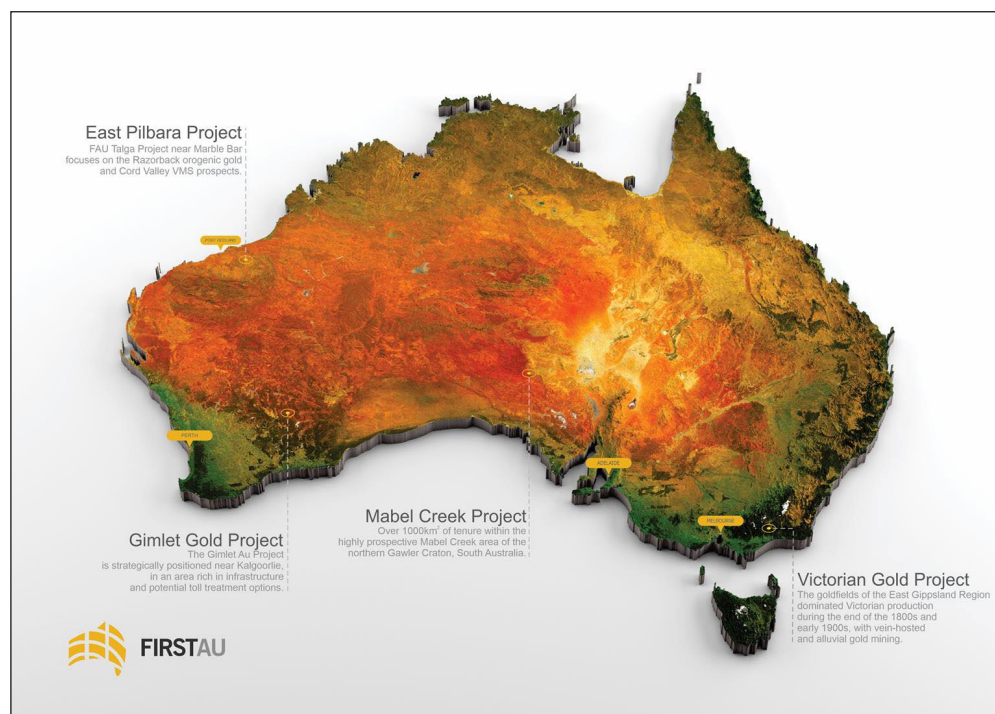 East Pilbara Project
FAU Talga Project near Marble Bar
focuses on the Razorback orogenic gold
and Cord Valley VMS prospects.
PORT HEDLAND
PERTH
Gimlet Gold Project
The Gimlet Au Project
is strategically positioned near Kalgoorlie,
in an area rich in infrastructure
and potential toll treatment options.
Mabel Creek Project
Over 1000km² of tenure within the
highly prospective Mabel Creek area of the
northern Gawler Craton, South Australia.
ADELAIDE
MELBOURNE
Victorian Gold Project
The goldfields of the East Gippsland Region
dominated Victorian production
during the end of the 1800s and
early 1900s, with vein-hosted
and alluvial gold mining.
FIRSTAU